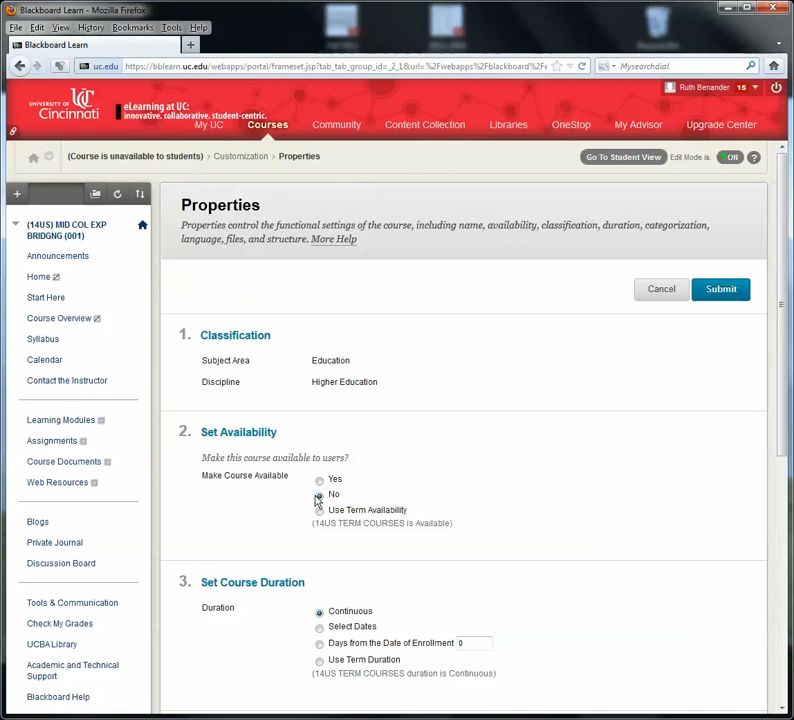 Blackboard Learn - Mozilla Firefox
File Edit View History Bookmarks Tools Help
Blackboard Learn
uc.edu https://bblearn.uc.edu/webapps/portal/frameset.jsp?tab_tab_group_id=_2_1&url=%2Fwebapps%2Fblackboard%2Fe
Mysearchdial
Ruth Benander 15
UNIVERSITY OF
Cincinnati
eLearning at UC:
innovative. collaborative. student-centric.
My UC Courses Community Content Collection Libraries OneStop My Advisor Upgrade Center
(Course is unavailable to students) > Customization > Properties
Go To Student View Edit Mode is: ON ?
(14US) MID COL EXP
BRIDGNG (001)
Announcements
Home
Start Here
Course Overview
Syllabus
Calendar
Contact the Instructor
Learning Modules
Assignments
Course Documents
Web Resources
Blogs
Private Journal
Discussion Board
Tools & Communication
Check My Grades
UCBA Library
Academic and Technical
Support
Blackboard Help
Properties
Properties control the functional settings of the course, including name, availability, classification, duration, categorization,
language, files, and structure. More Help
Cancel Submit
1. Classification
Subject Area Education
Discipline Higher Education
2. Set Availability
Make this course available to users?
Make Course Available
Yes
No
Use Term Availability
(14US TERM COURSES is Available)
3. Set Course Duration
Duration
Continuous
Select Dates
Days from the Date of Enrollment 0
Use Term Duration
(14US TERM COURSES duration is Continuous)